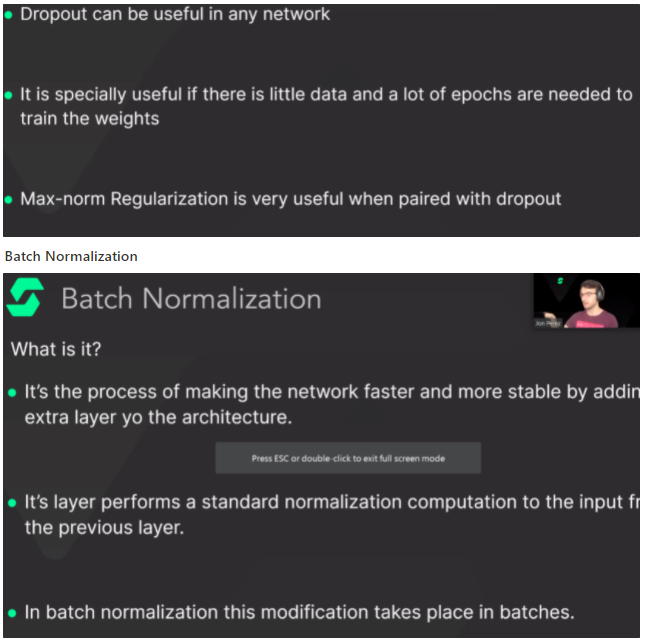 Dropout can be useful in any network
It is specially useful if there is little data and a lot of epochs are needed to
train the weights
Max-norm Regularization is very useful when paired with dropout
Batch Normalization
Batch Normalization
Jon Perez
What is it?
It's the process of making the network faster and more stable by addin
extra layer yo the architecture.
Press ESC or double-click to exit full screen mode
It's layer performs a standard normalization computation to the input fr
the previous layer.
In batch normalization this modification takes place in batches.